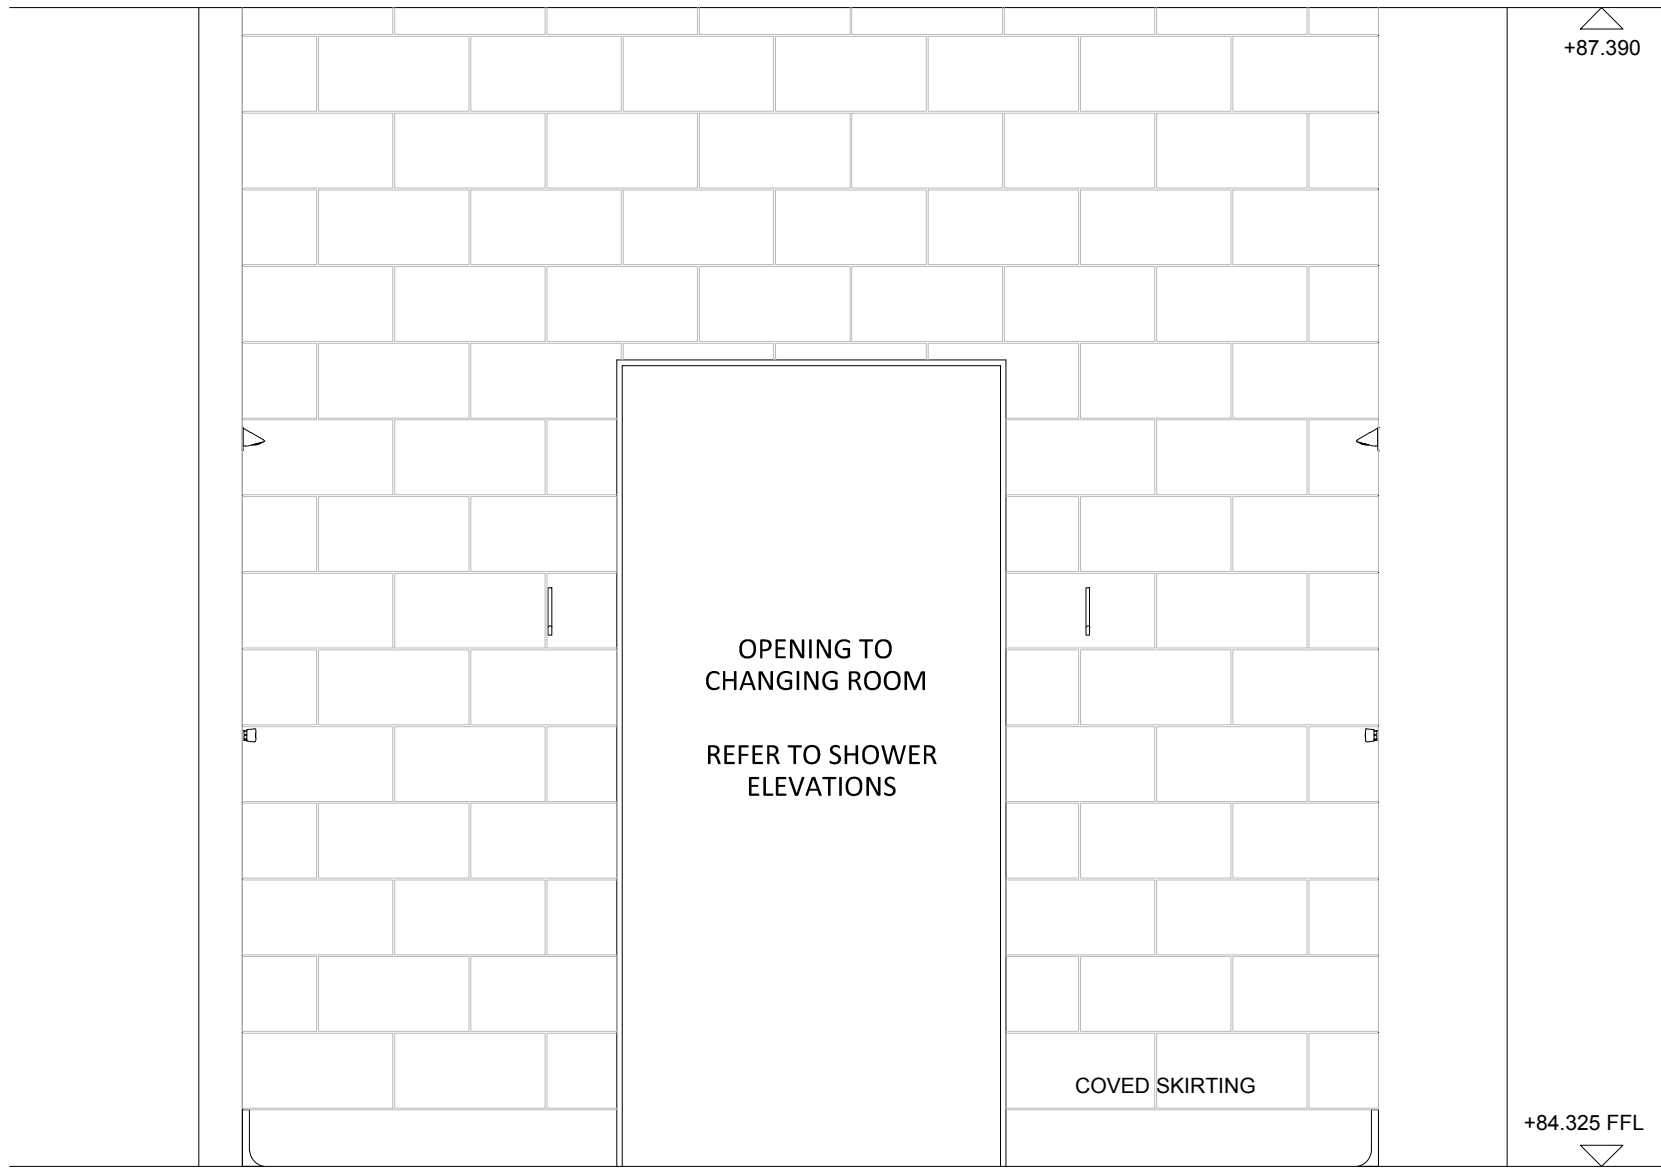 +87.390
OPENING TO
CHANGING ROOM
REFER TO SHOWER
ELEVATIONS
COVED SKIRTING
+84.325 FFL